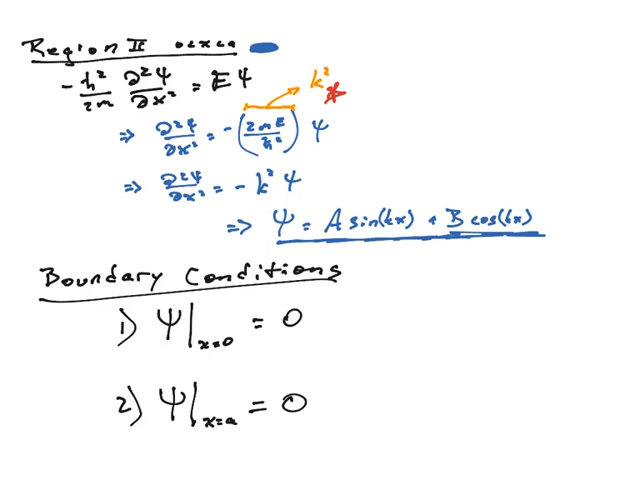 Region II 0<x<a
-ħ²/2m ∂²Ψ/∂x² = EΨ → k² *
⇒ ∂²Ψ/∂x² = -(2mE/ħ²) Ψ
⇒ ∂²Ψ/∂x² = -k² Ψ
⇒ Ψ = A sin(kx) + B cos(kx)
Boundary Conditions
1) Ψ|x=0 = 0
2) Ψ|x=a = 0